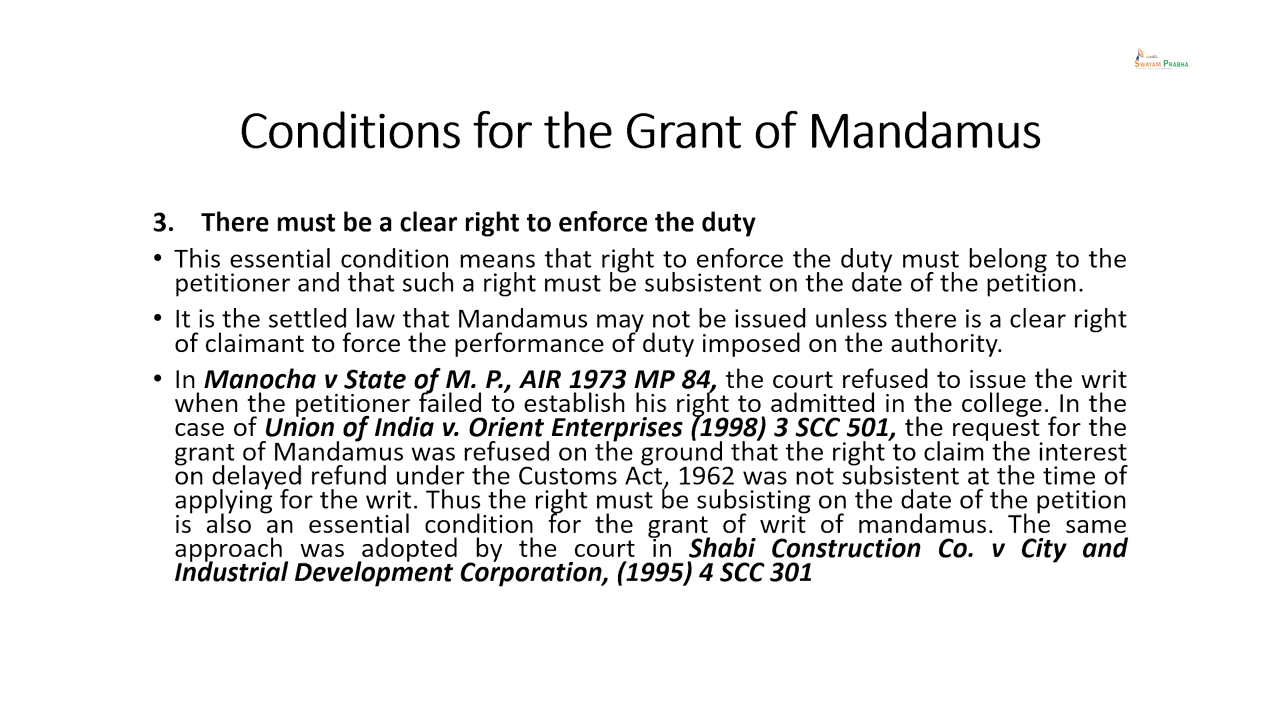 SWAYAM PRABHA
Conditions for the Grant of Mandamus
3. There must be a clear right to enforce the duty
• This essential condition means that right to enforce the duty must belong to the
petitioner and that such a right must be subsistent on the date of the petition.
• It is the settled law that Mandamus may not be issued unless there is a clear right
of claimant to force the performance of duty imposed on the authority.
• In Manocha v State of M. P., AIR 1973 MP 84, the court refused to issue the writ
when the petitioner failed to establish his right to admitted in the college. In the
case of Union of India v. Orient Enterprises (1998) 3 SCC 501, the request for the
grant of Mandamus was refused on the ground that the right to claim the interest
on delayed refund under the Customs Act, 1962 was not subsistent at the time of
applying for the writ. Thus the right must be subsisting on the date of the petition
is also an essential condition for the grant of writ of mandamus. The same
approach was adopted by the court in Shabi Construction Co. v City and
Industrial Development Corporation, (1995) 4 SCC 301